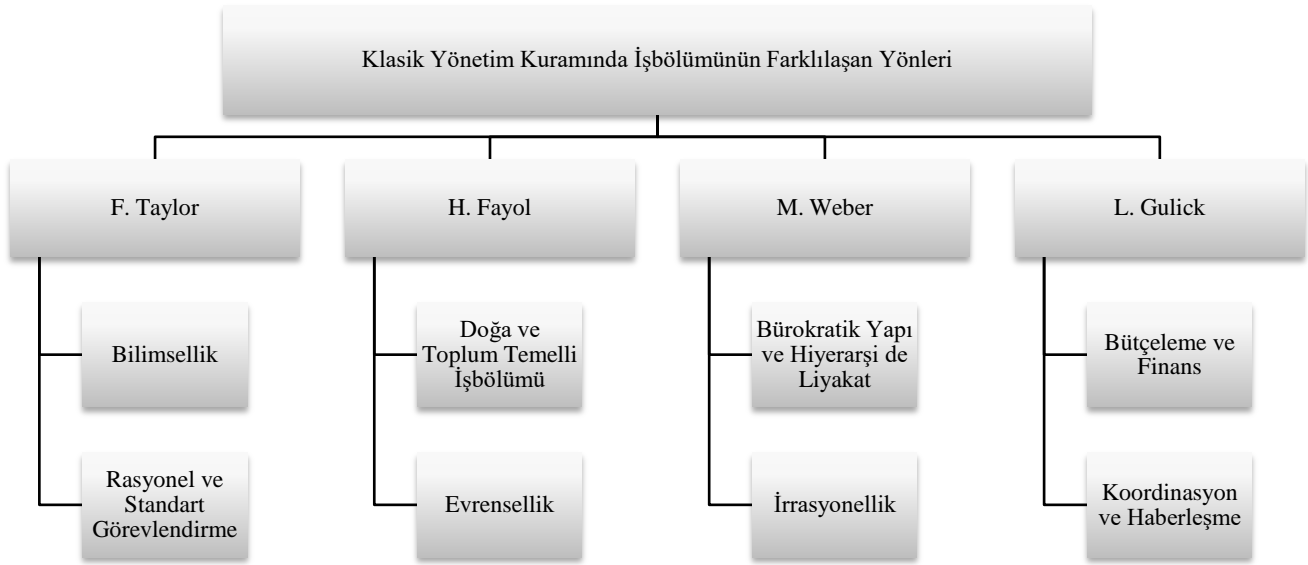 Klasik Yönetim Kuramında İşbölümünün Farklılaşan Yönleri
F. Taylor
H. Fayol
M. Weber
L. Gulick
Bilimsellik
Rasyonel ve
Standart
Görevlendirme
Doğa ve
Toplum Temelli
İşbölümü
Evrensellik
Bürokratik Yapı
ve Hiyerarşi de
Liyakat
İrrasyonellik
Bütçeleme ve
Finans
Koordinasyon
ve Haberleşme